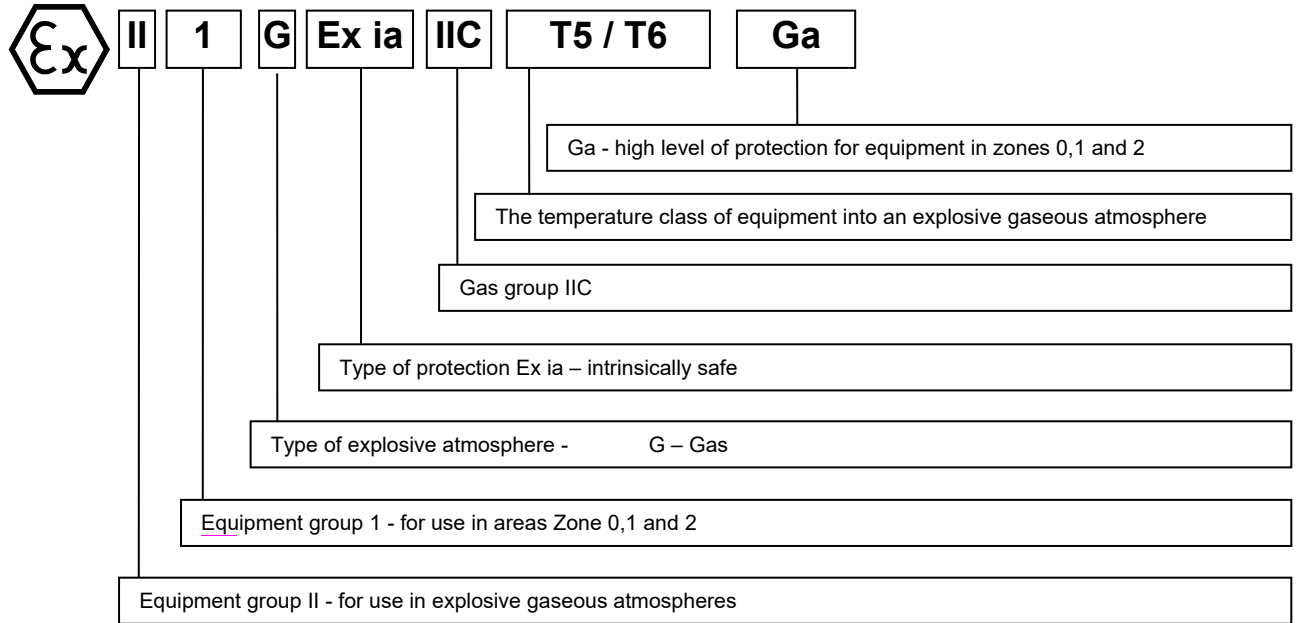 Ex II 1 G Ex ia IIC T5 / T6 Ga
Ga - high level of protection for equipment in zones 0,1 and 2
The temperature class of equipment into an explosive gaseous atmosphere
Gas group IIC
Type of protection Ex ia – intrinsically safe
Type of explosive atmosphere - G – Gas
Equipment group 1 - for use in areas Zone 0,1 and 2
Equipment group II - for use in explosive gaseous atmospheres